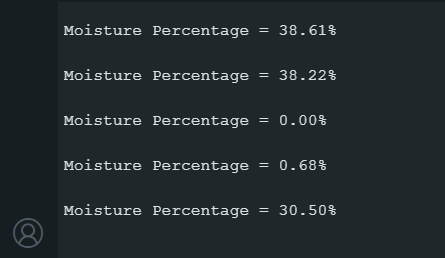 Moisture Percentage = 38.61%
Moisture Percentage = 38.22%
Moisture Percentage = 0.00%
Moisture Percentage = 0.68%
Moisture Percentage = 30.50%